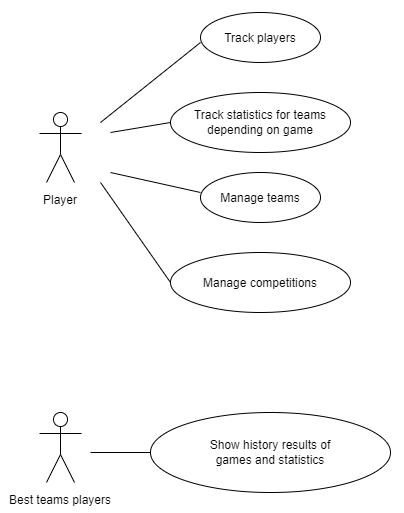 Track players
Track statistics for teams
depending on game
Player
Manage teams
Manage competitions
Show history results of
games and statistics
Best teams players